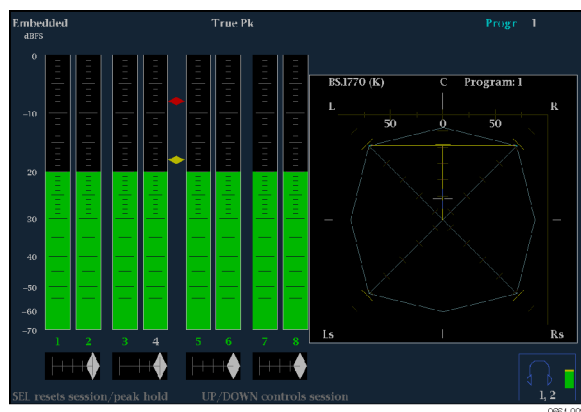 Embedded True Pk Progr 1
dBFS
0
BS.1770 (K) C Program: 1
L R
-10
50 0 50
20
30
-40
-50
-60
-70
Ls Rs
1 2 3 4 5 6 7 8
SEL resets session/peak hold UP/DOWN controls session
1, 2